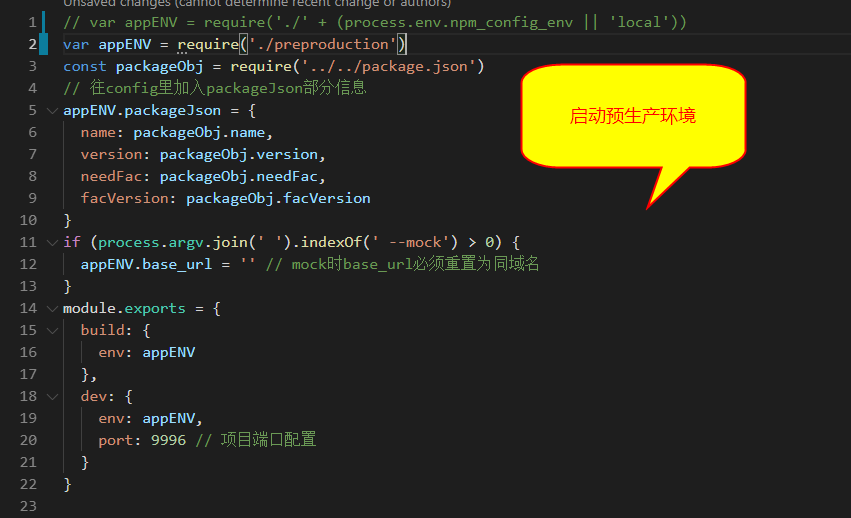 Unsaved changes (cannot determine recent change or authors)
1 // var appENV = require('./' + (process.env.npm_config_env || 'local'))
2 var appENV = require('./preproduction')
3 const packageObj = require('../../package.json')
4 // 往config里加入packageJson部分信息
5 appENV.packageJson = {
6 name: packageObj.name,
7 version: packageObj.version,
8 needFac: packageObj.needFac,
9 facVersion: packageObj.facVersion
10 }
11 if (process.argv.join(' ').indexOf(' --mock') > 0) {
12 appENV.base_url = '' // mock时base_url必须重置为同域名
13 }
14 module.exports = {
15 build: {
16 env: appENV
17 },
18 dev: {
19 env: appENV,
20 port: 9996 // 项目端口配置
21 }
22 }
23
启动预生产环境